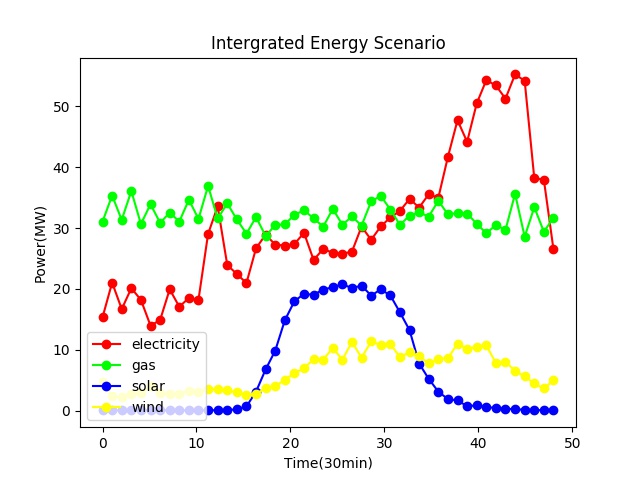 Intergrated Energy Scenario
Power(MW)
50
40
30
20
10
0
electricity
gas
solar
wind
0 10 20 30 40 50
Time(30min)